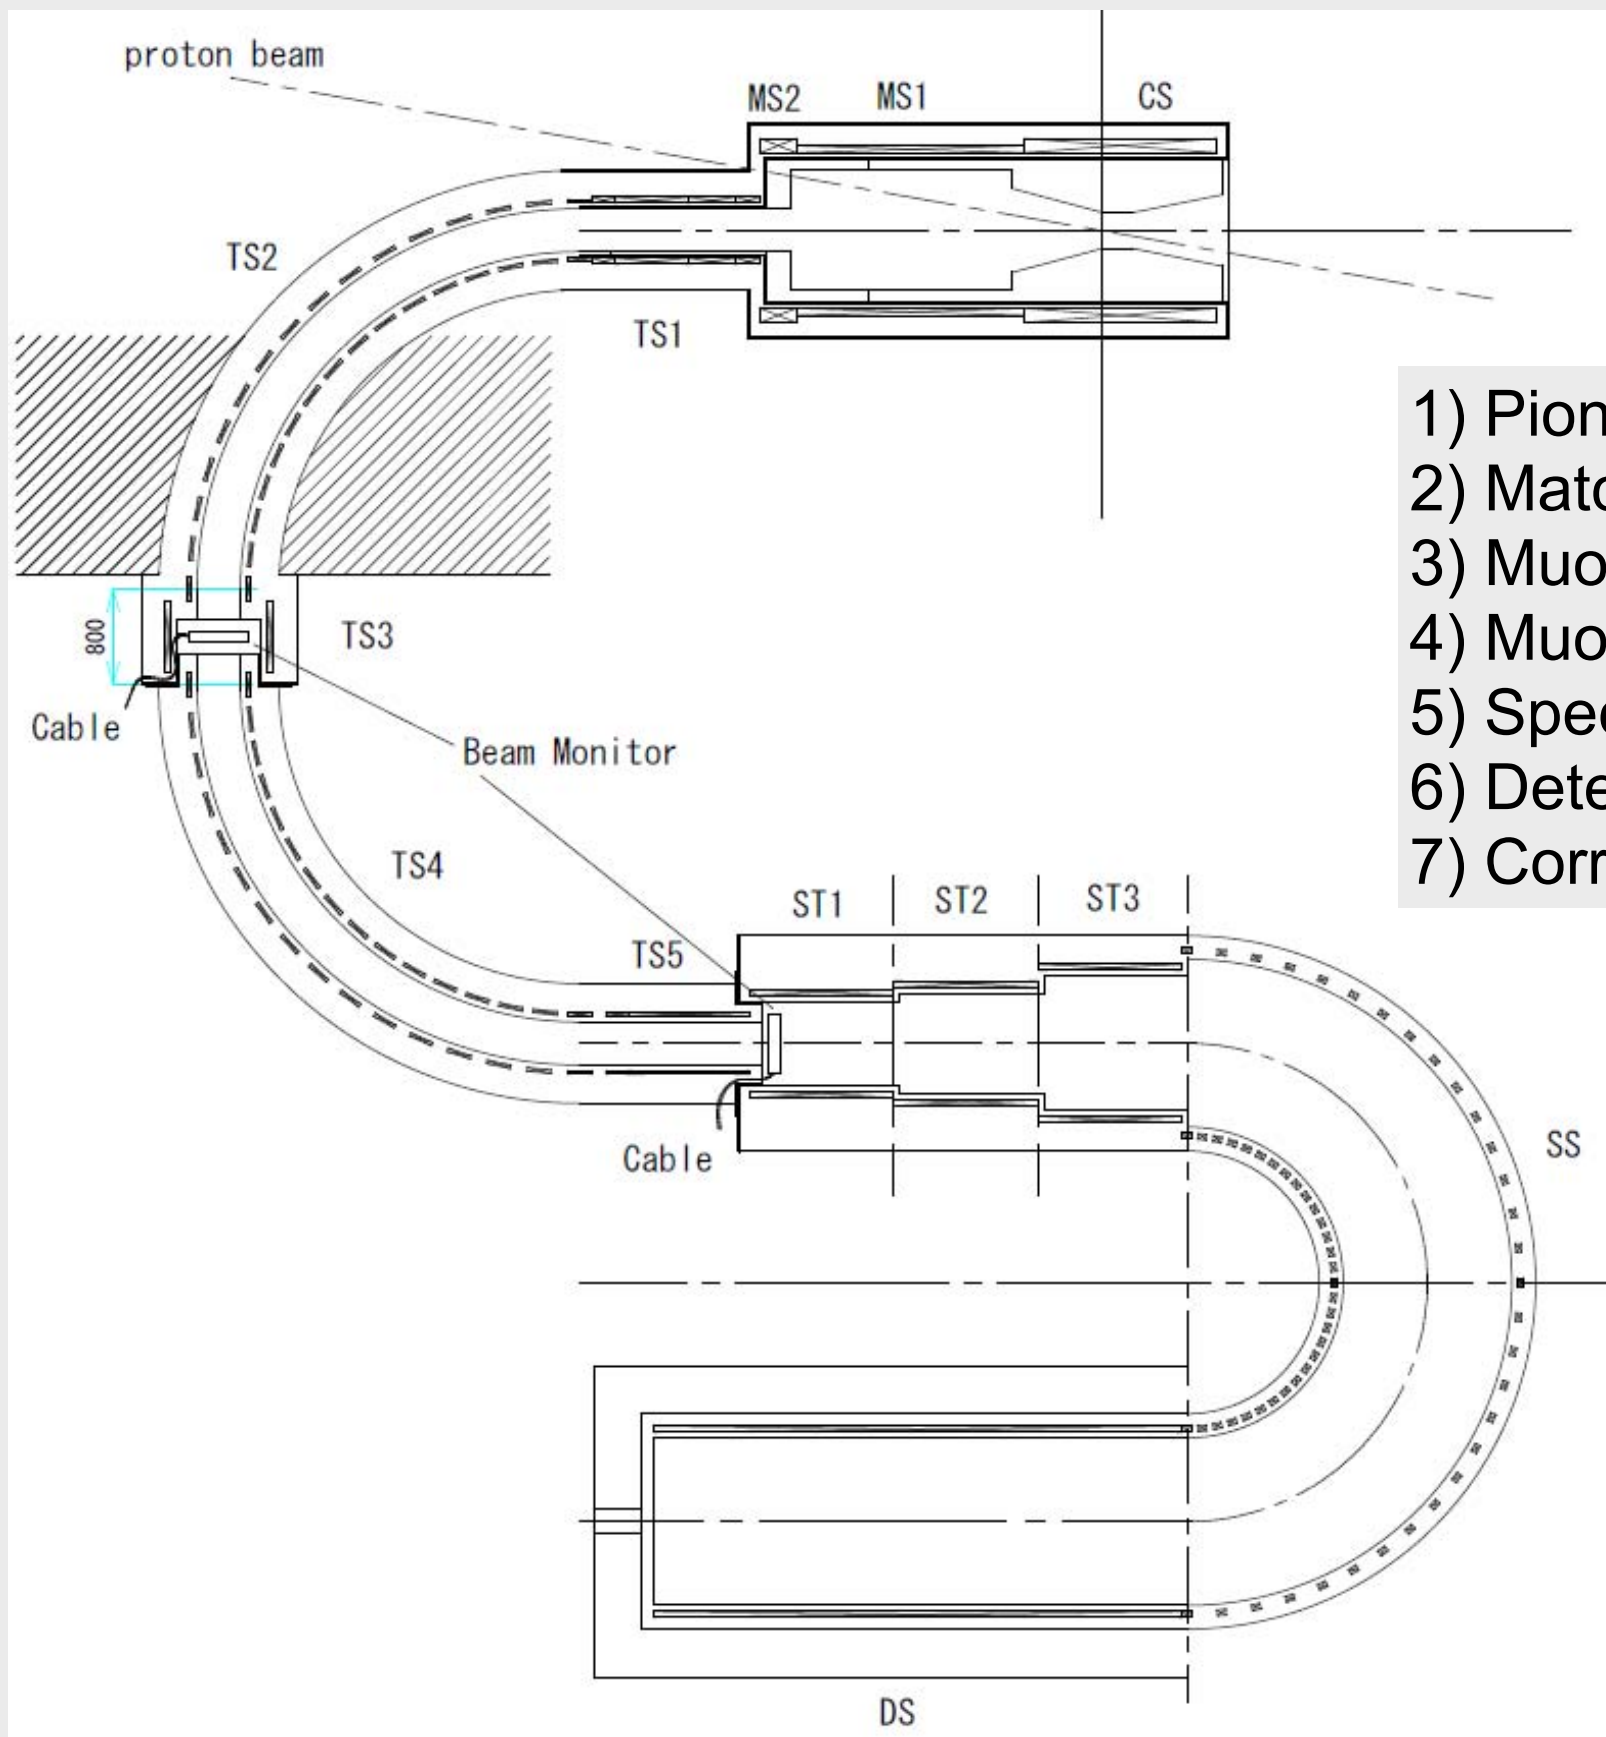 proton beam
MS2
MS1
CS
TS2
TS1
1) Pion
2) Matc
3) Muo
4) Muo
5) Spec
6) Dete
7) Corr
800
TS3
Cable
Beam Monitor
TS4
ST1
ST2
ST3
TS5
Cable
SS
DS